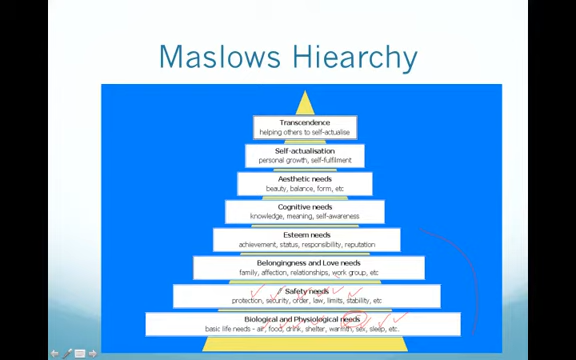 Maslows Hiearchy
Transcendence
helping others to self-actualise
Self-actualisation
personal growth, self-fulfilment
Aesthetic needs
beauty, balance, form, etc
Cognitive needs
knowledge, meaning, self-awareness
Esteem needs
achievement, status, responsibility, reputation
Belongingness and Love needs
family, affection, relationships, work group, etc
Safety needs
protection, security, order, law, limits, stability, etc
Biological and Physiological needs
basic life needs - air, food, drink, shelter, warmth, sex, sleep, etc.